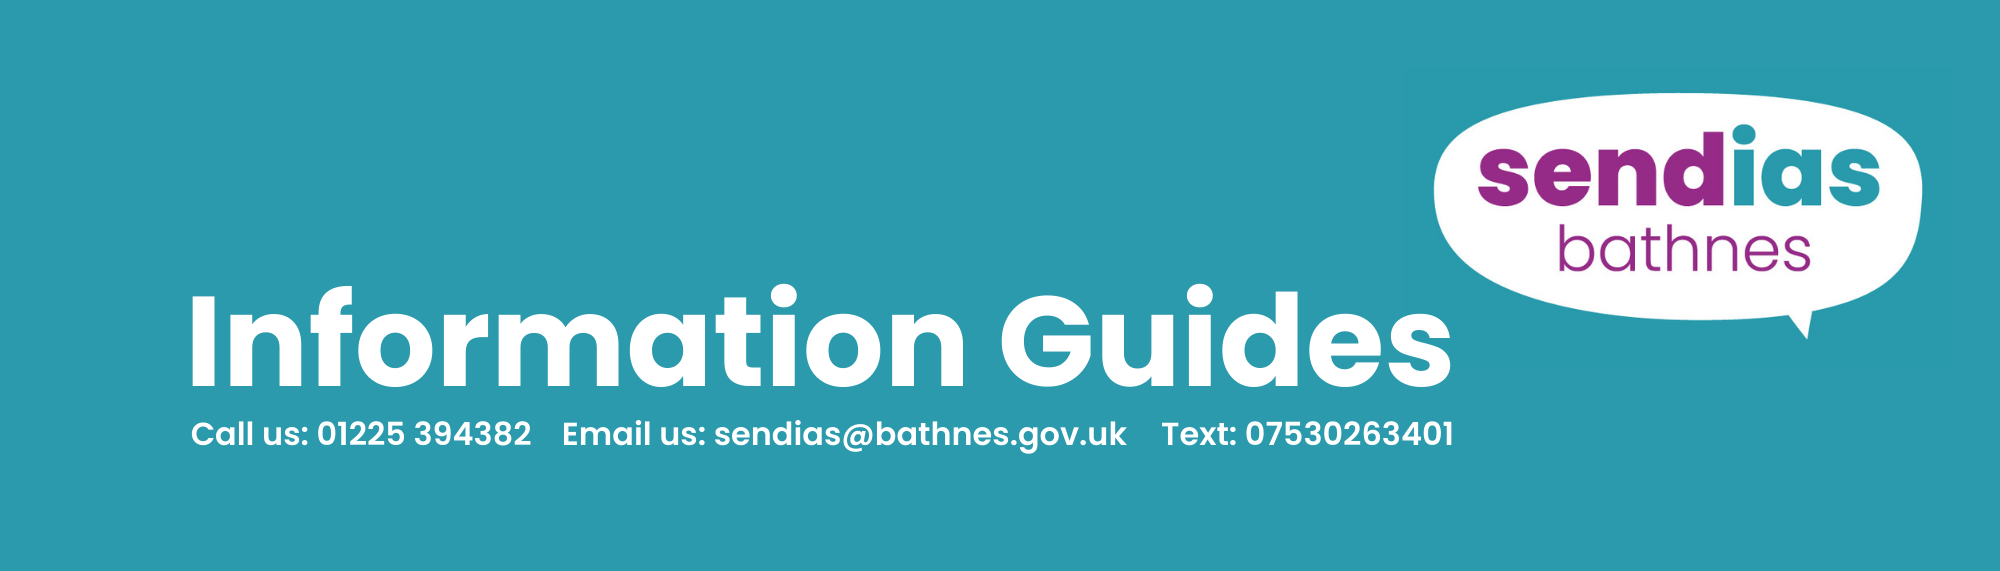 sendias
bathnes
Information Guides
Call us: 01225 394382 Email us: sendias@bathnes.gov.uk Text: 07530263401